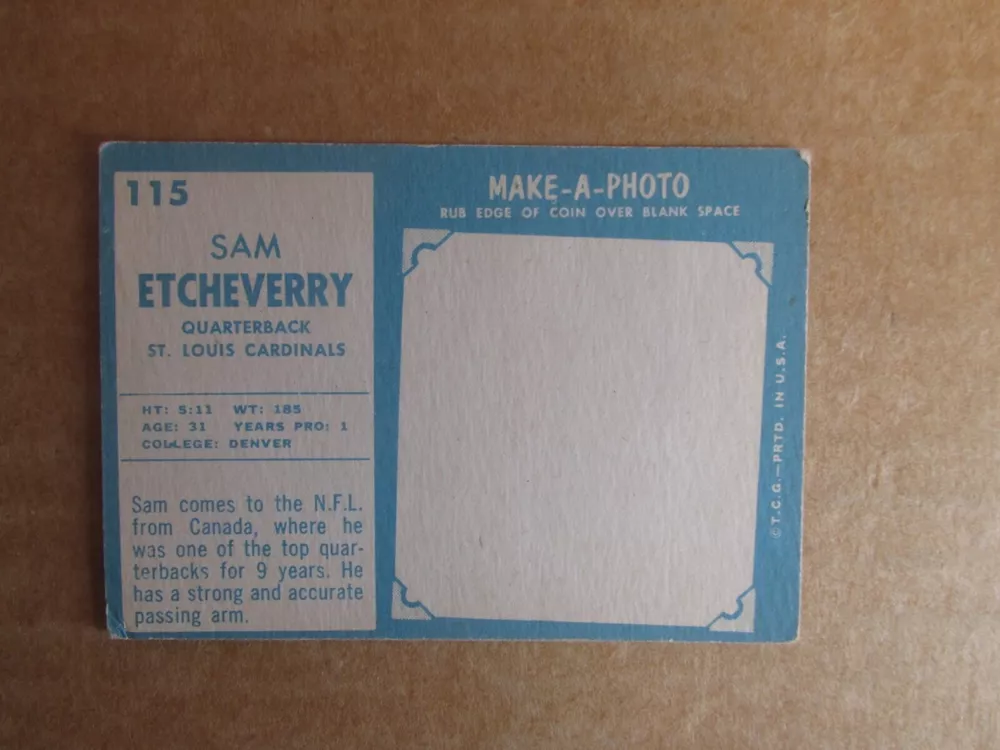 115
SAM
ETCHEVERRY
QUARTERBACK
ST. LOUIS CARDINALS
HT: 5:11 WT: 185
AGE: 31 YEARS PRO: 1
COLLEGE: DENVER
Sam comes to the N.F.L.
from Canada, where he
was one of the top quar-
terbacks for 9 years. He
has a strong and accurate
passing arm.
MAKE-A-PHOTO
RUB EDGE OF COIN OVER BLANK SPACE
© T.C.G.—PRTD. IN U.S.A.